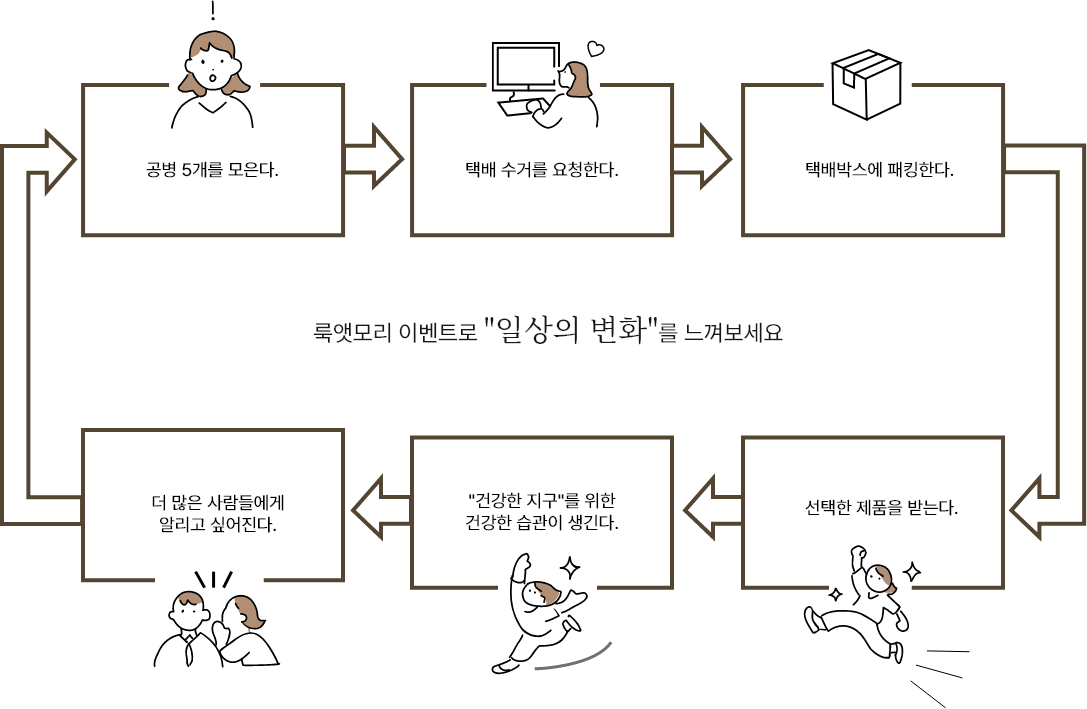 !
공병 5개를 모은다.
택배 수거를 요청한다.
택배박스에 패킹한다.
룩앳모리 이벤트로 "일상의 변화"를 느껴보세요
더 많은 사람들에게
알리고 싶어진다.
"건강한 지구"를 위한
건강한 습관이 생긴다.
선택한 제품을 받는다.